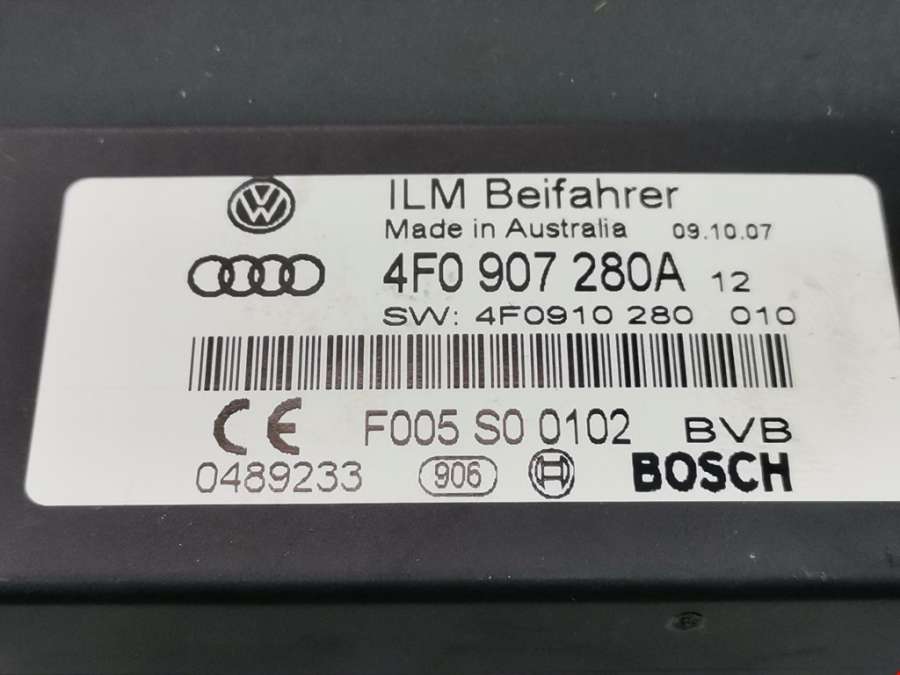 ILM Beifahrer
Made in Australia 09.10.07
4F0 907 280A 12
SW: 4F0910 280 010
CE F005 S0 0102 BVB
0489233 906 BOSCH